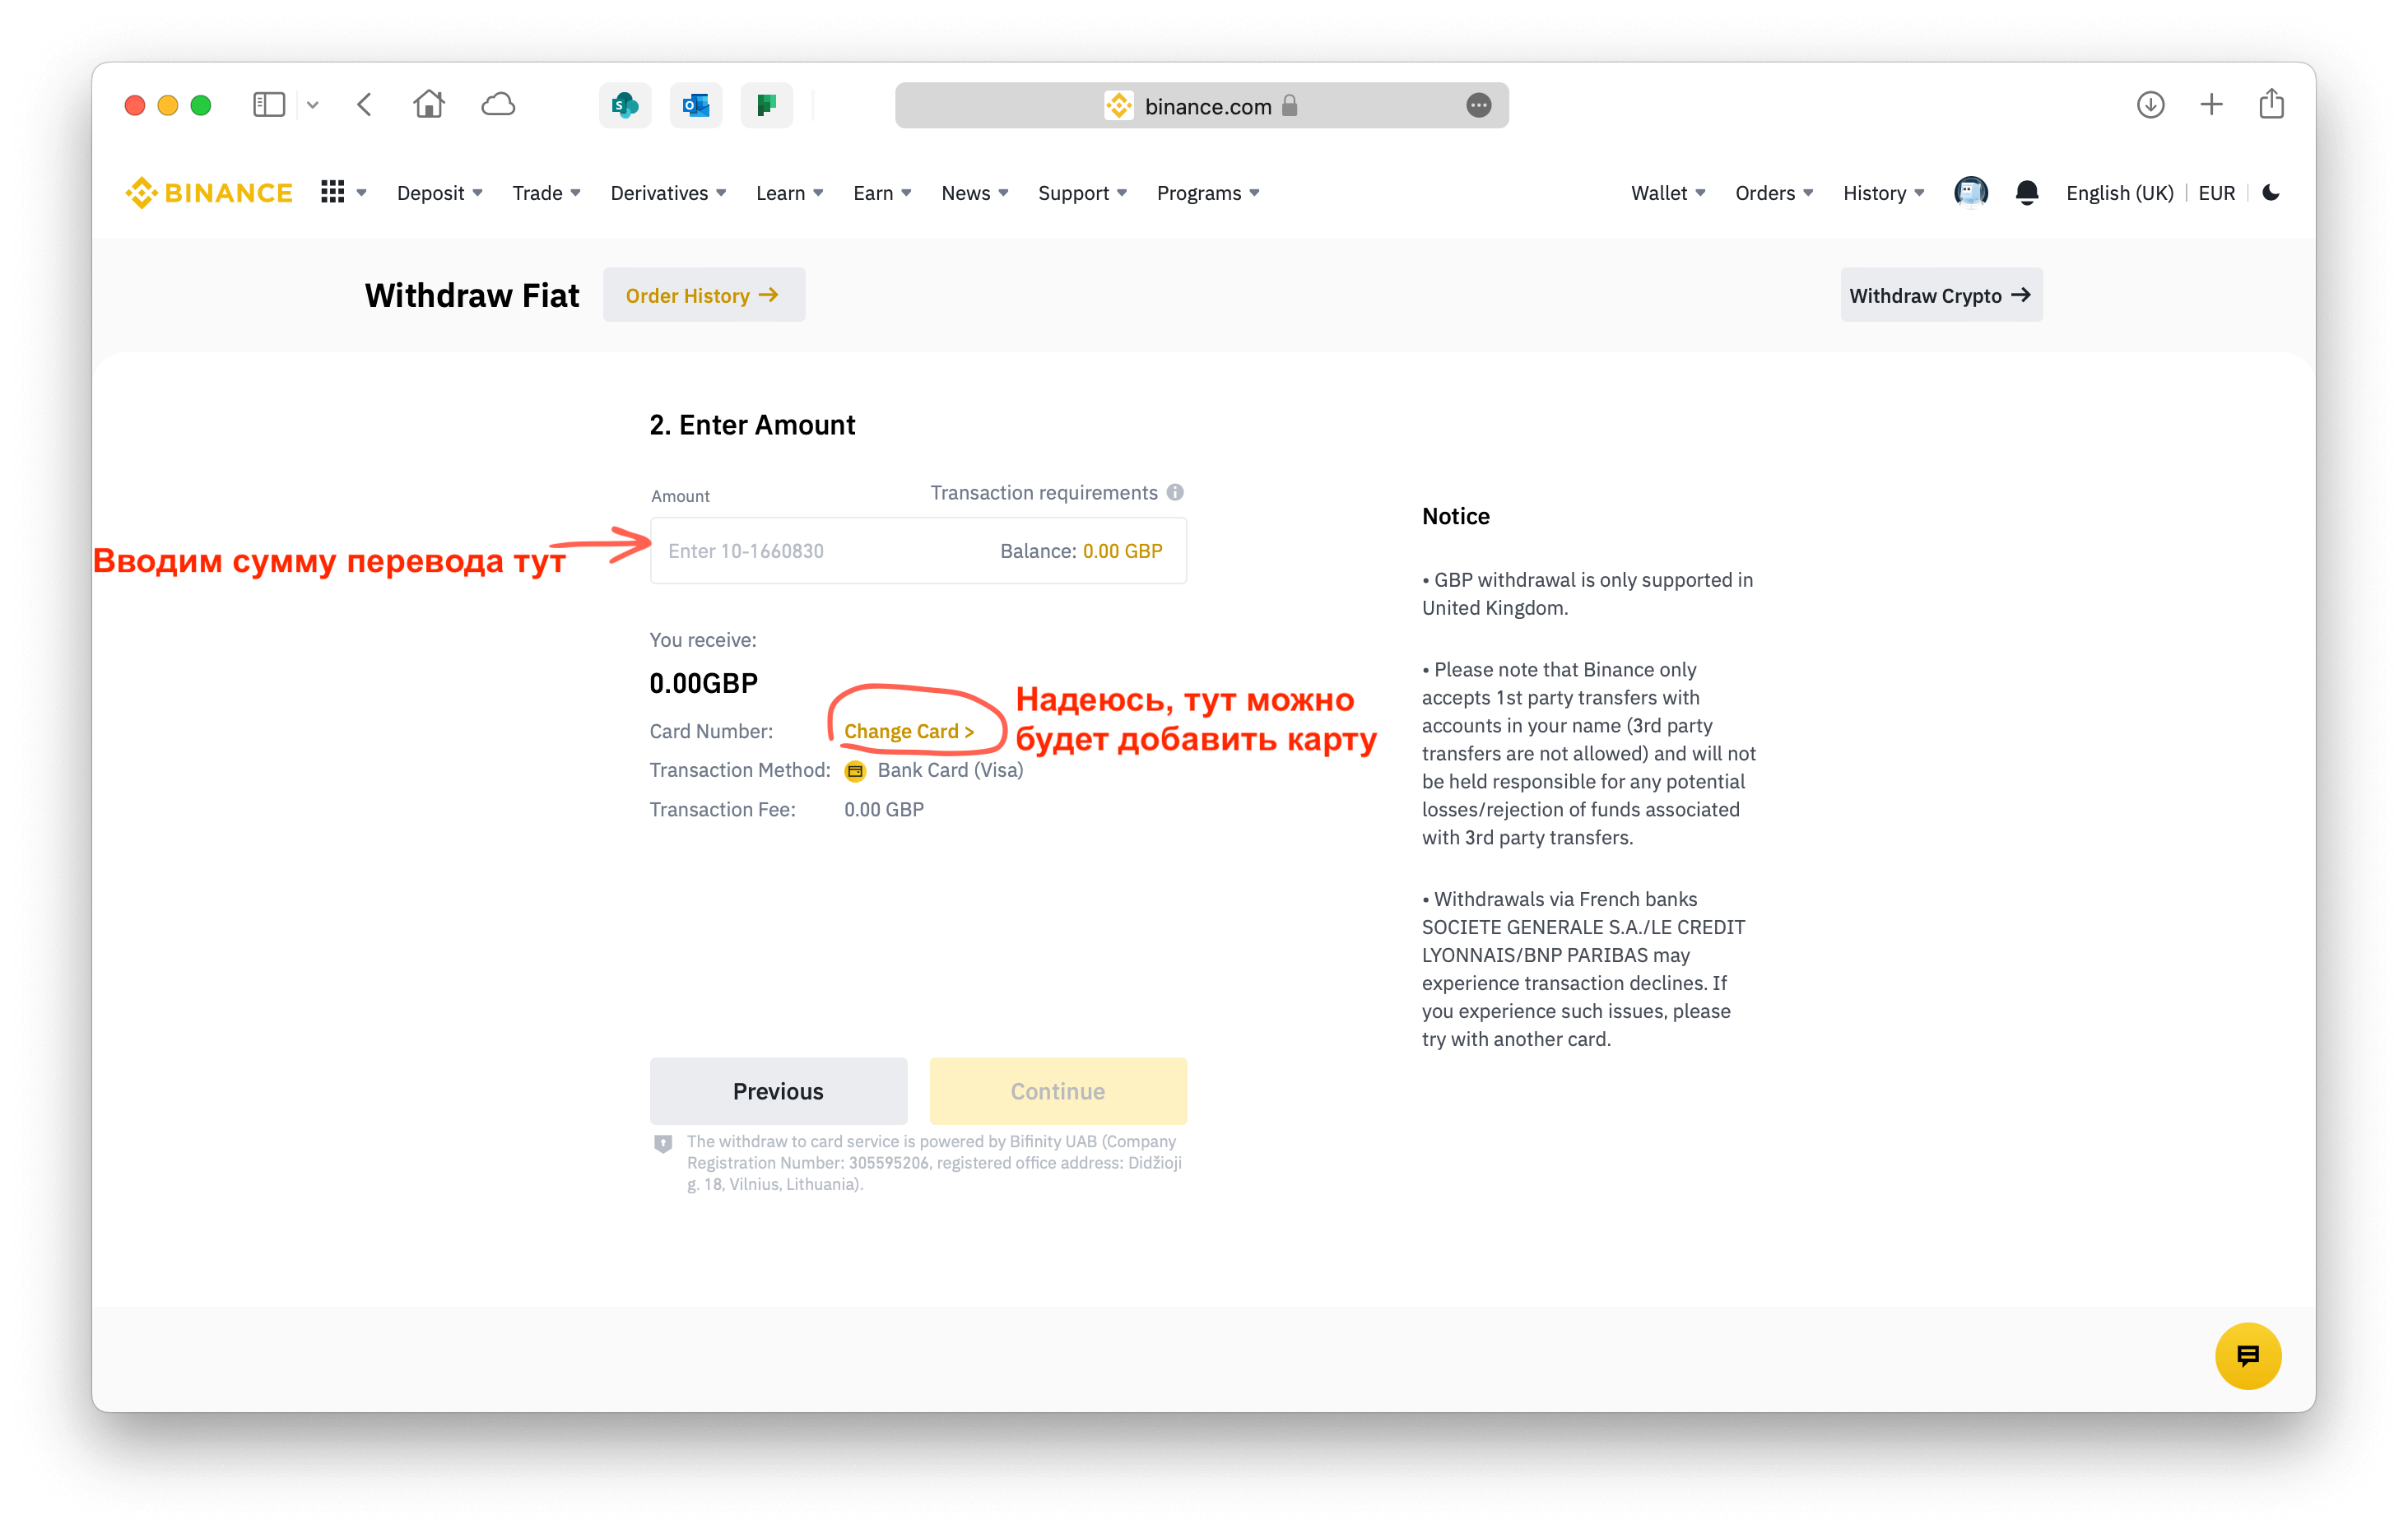 binance.com
BINANCE Deposit Trade Derivatives Learn Earn News Support Programs Wallet Orders History English (UK) EUR
Withdraw Fiat Order History → Withdraw Crypto →
2. Enter Amount
Amount Transaction requirements
Enter 10-1660830 Balance: 0.00 GBP
Вводим сумму перевода тут
You receive:
0.00GBP
Card Number: Change Card >
Надеюсь, тут можно
будет добавить карту
Transaction Method: Bank Card (Visa)
Transaction Fee: 0.00 GBP
Notice
• GBP withdrawal is only supported in
United Kingdom.
• Please note that Binance only
accepts 1st party transfers with
accounts in your name (3rd party
transfers are not allowed) and will not
be held responsible for any potential
losses/rejection of funds associated
with 3rd party transfers.
• Withdrawals via French banks
SOCIETE GENERALE S.A./LE CREDIT
LYONNAIS/BNP PARIBAS may
experience transaction declines. If
you experience such issues, please
try with another card.
Previous Continue
The withdraw to card service is powered by Bifinity UAB (Company
Registration Number: 305595206, registered office address: Didžioji
g. 18, Vilnius, Lithuania).